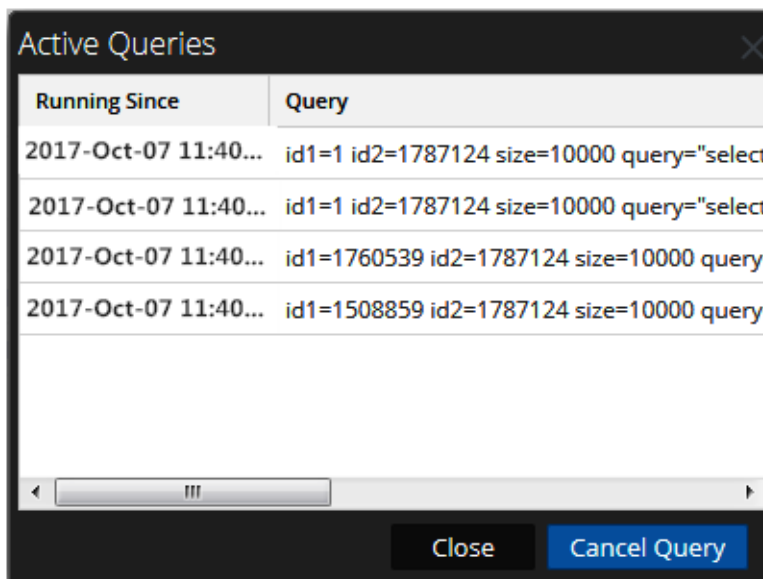 Active Queries
Running Since Query
2017-Oct-07 11:40... id1=1 id2=1787124 size=10000 query="select
2017-Oct-07 11:40... id1=1 id2=1787124 size=10000 query="select
2017-Oct-07 11:40... id1=1760539 id2=1787124 size=10000 query
2017-Oct-07 11:40... id1=1508859 id2=1787124 size=10000 query
Close Cancel Query